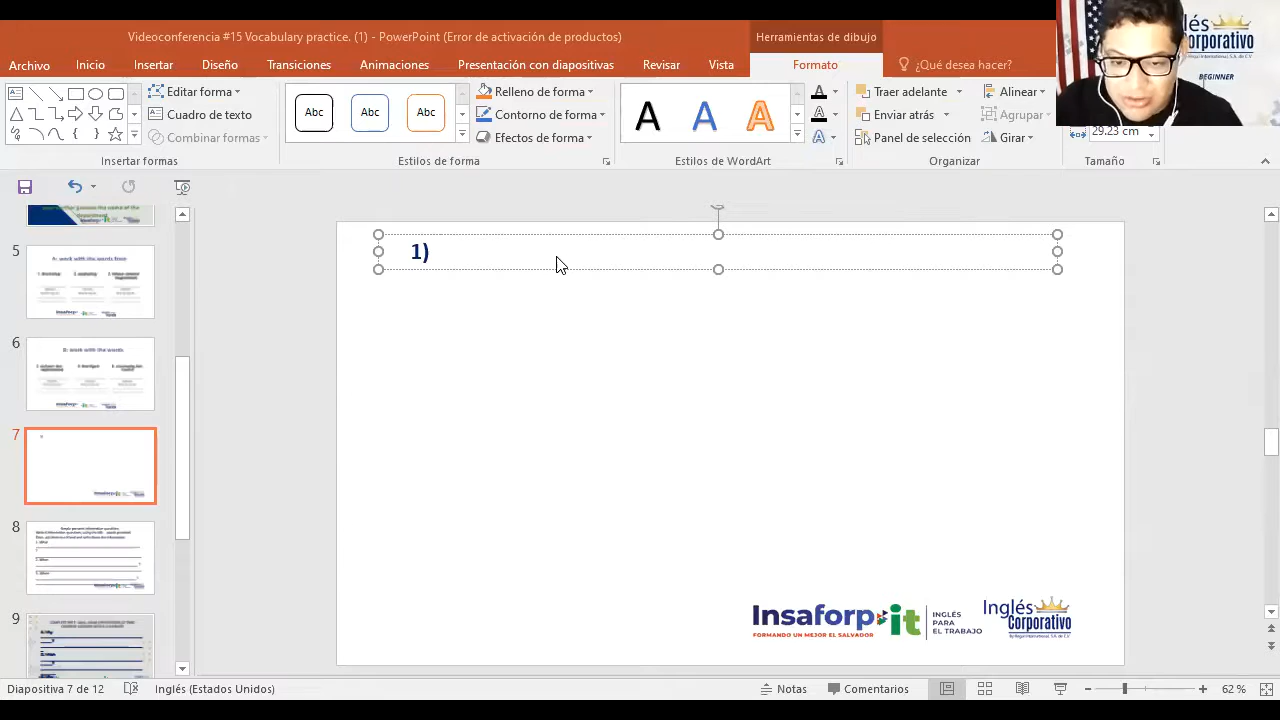 Videoconferencia #15 Vocabulary practice. (1) - PowerPoint (Error de activación de productos)
Herramientas de dibujo
Archivo
Inicio
Insertar
Diseño
Transiciones
Animaciones
Presentación con diapositivas
Revisar
Vista
Formato
¿Qué desea hacer?
Editar forma
Cuadro de texto
Combinar formas
Insertar formas
Abc
Abc
Abc
Relleno de forma
Contorno de forma
Efectos de forma
Estilos de forma
A
A
A
Estilos de WordArt
Traer adelante
Enviar atrás
Panel de selección
Alinear
Agrupar
Girar
Organizar
29.23 cm
Tamaño
lés
orporativo
BEGINNER
5
A: work with the words from
6
B: work with the words
7
8
9
1)
Insaforp it
FORMANDO UN MEJOR EL SALVADOR
INGLÉS
PARA
EL TRABAJO
Inglés
Corporativo
Diapositiva 7 de 12
Inglés (Estados Unidos)
Notas
Comentarios
62 %